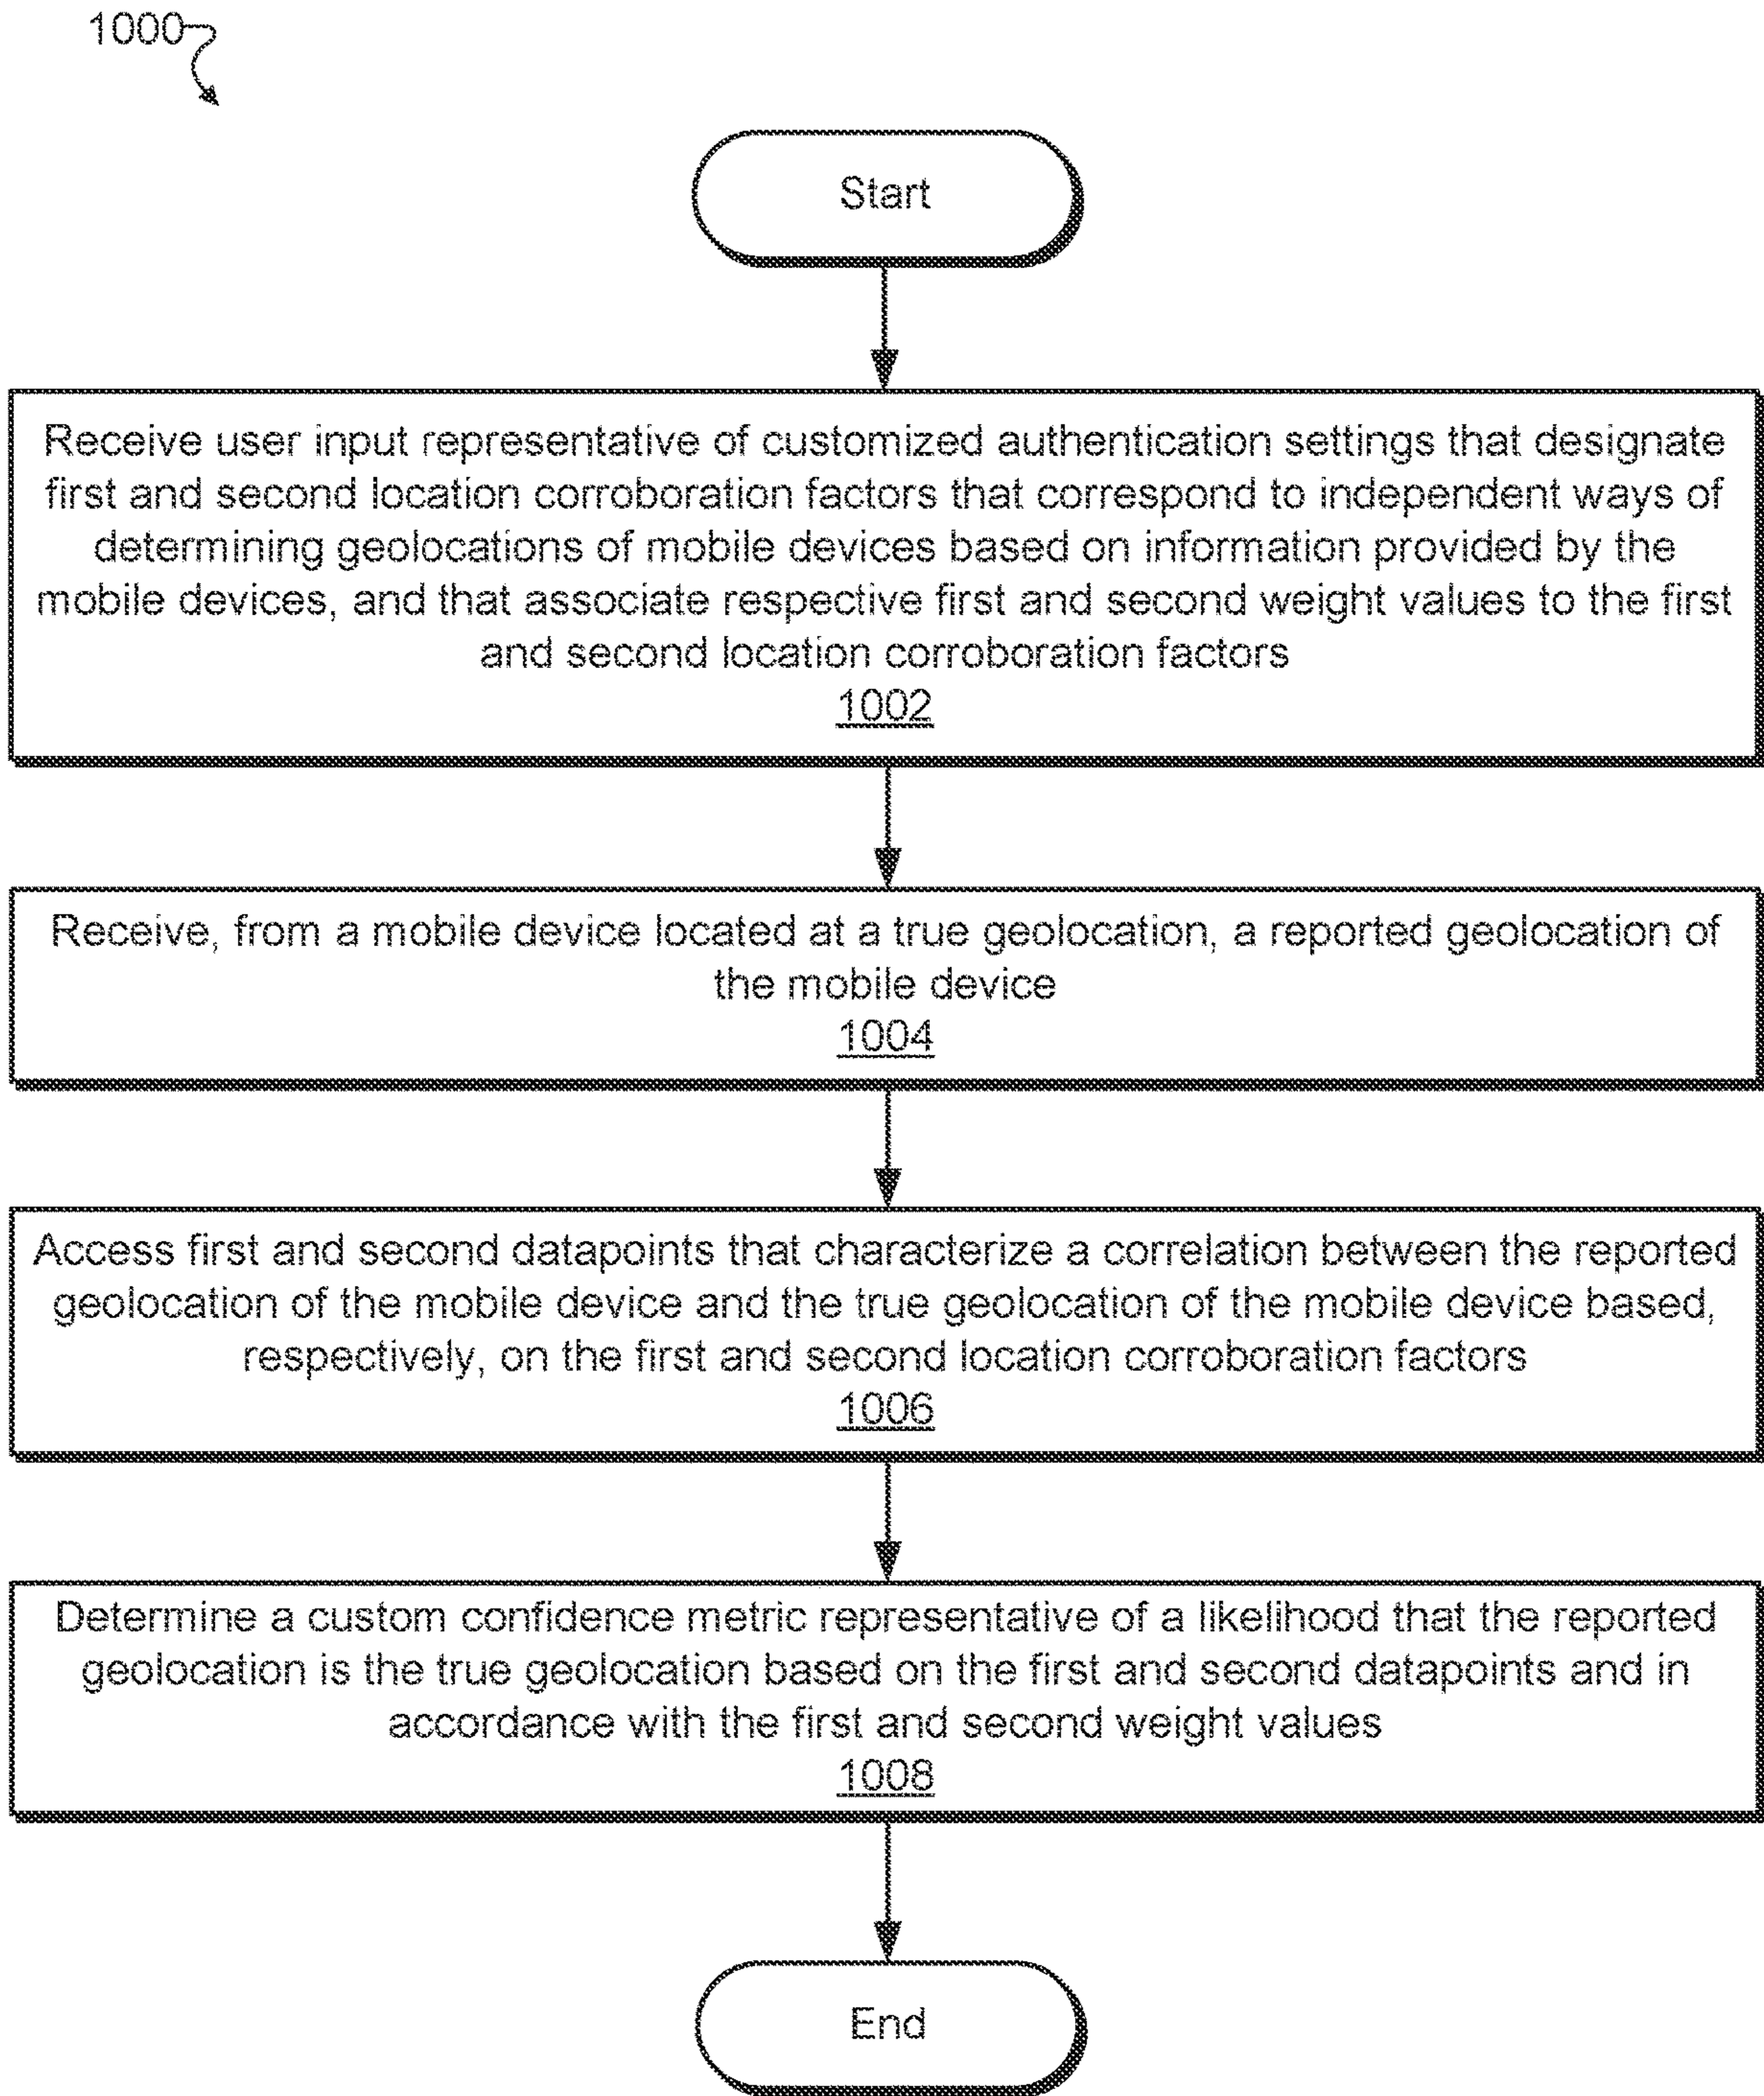 1000
Start
Receive user input representative of customized authentication settings that designate
first and second location corroboration factors that correspond to independent ways of
determining geolocations of mobile devices based on information provided by the
mobile devices, and that associate respective first and second weight values to the first
and second location corroboration factors
1002
Receive, from a mobile device located at a true geolocation, a reported geolocation of
the mobile device
1004
Access first and second datapoints that characterize a correlation between the reported
geolocation of the mobile device and the true geolocation of the mobile device based,
respectively, on the first and second location corroboration factors
1006
Determine a custom confidence metric representative of a likelihood that the reported
geolocation is the true geolocation based on the first and second datapoints and in
accordance with the first and second weight values
1008
End